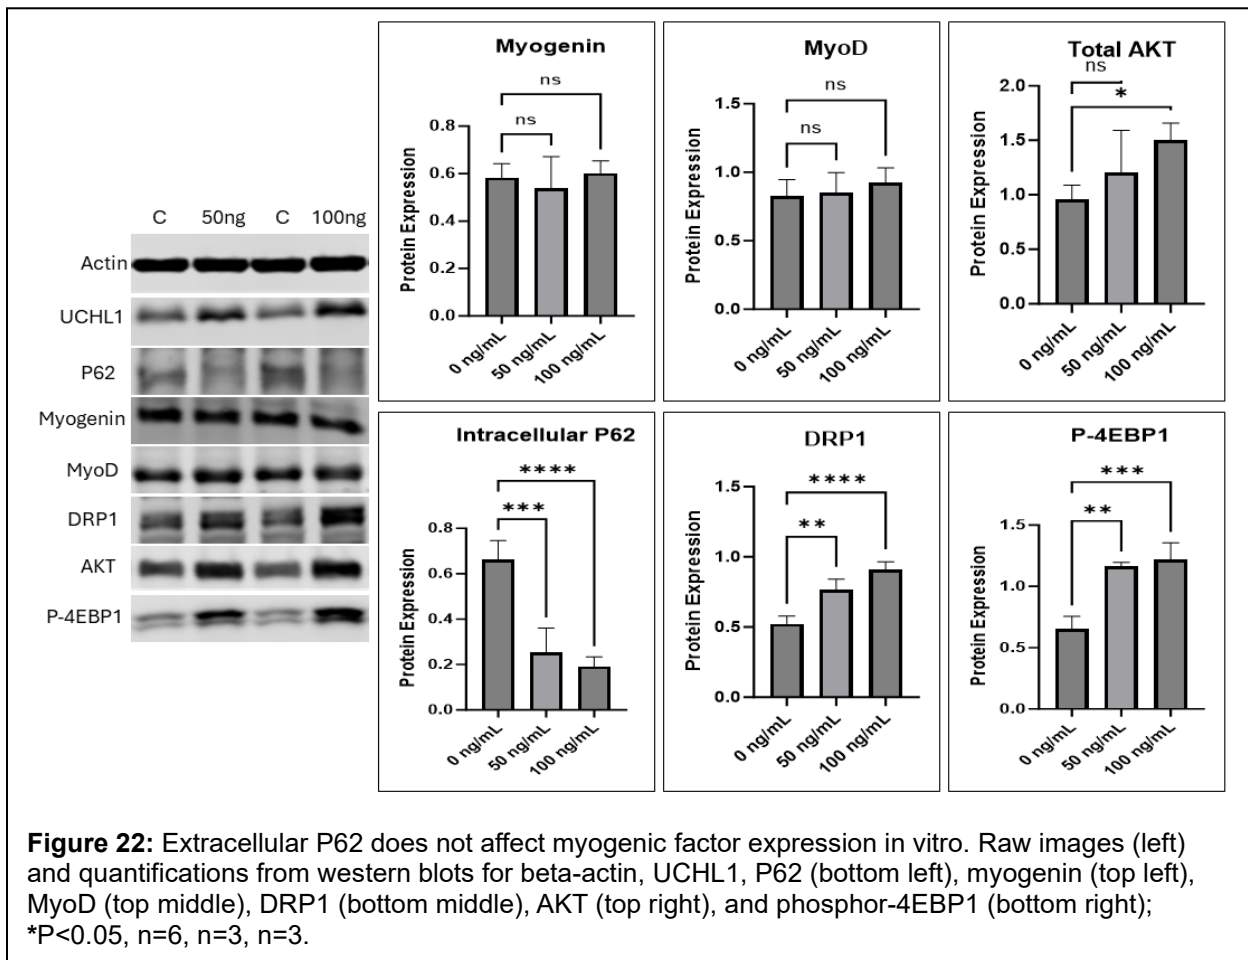 C 50ng C 100ng
Actin
UCHL1
P62
Myogenin
MyoD
DRP1
AKT
P-4EBP1
Myogenin
ns
ns
Protein Expression
0.8
0.6
0.4
0.2
0.0
0 ng/mL
50 ng/mL
100 ng/mL
MyoD
ns
ns
Protein Expression
1.5
1.0
0.5
0.0
0 ng/mL
50 ng/mL
100 ng/mL
Total AKT
ns
*
Protein Expression
2.0
1.5
1.0
0.5
0.0
0 ng/mL
50 ng/mL
100 ng/mL
Intracellular P62
****
***
Protein Expression
0.8
0.6
0.4
0.2
0.0
0 ng/mL
50 ng/mL
100 ng/mL
DRP1
****
**
Protein Expression
1.5
1.0
0.5
0.0
0 ng/mL
50 ng/mL
100 ng/mL
P-4EBP1
***
**
Protein Expression
1.5
1.0
0.5
0.0
0 ng/mL
50 ng/mL
100 ng/mL
Figure 22: Extracellular P62 does not affect myogenic factor expression in vitro. Raw images (left)
and quantifications from western blots for beta-actin, UCHL1, P62 (bottom left), myogenin (top left),
MyoD (top middle), DRP1 (bottom middle), AKT (top right), and phosphor-4EBP1 (bottom right);
*P<0.05, n=6, n=3, n=3.